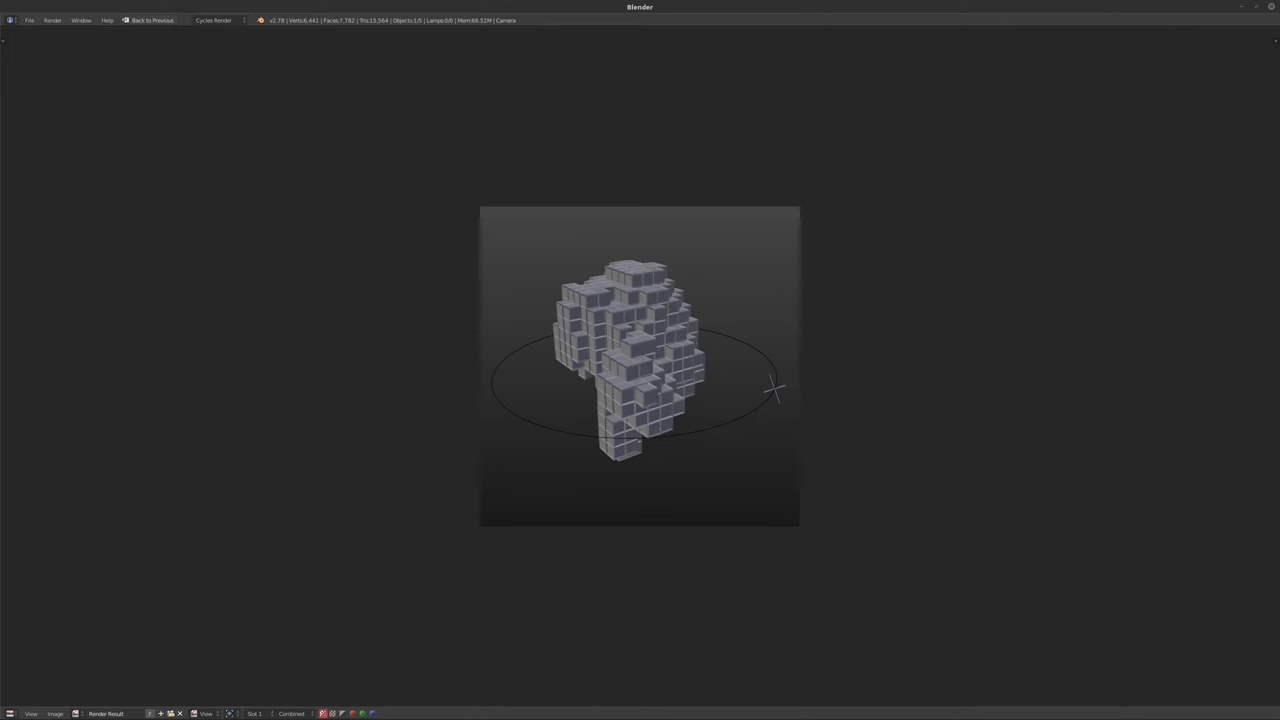 Blender
File Render Window Help Back to Previous Cycles Render v2.78 | Verts:6,441 | Faces:7,782 | Tris:15,564 | Objects:1/5 | Lamps:0/0 | Mem:66.52M | Camera
View Image Render Result F View Slot 1 Combined